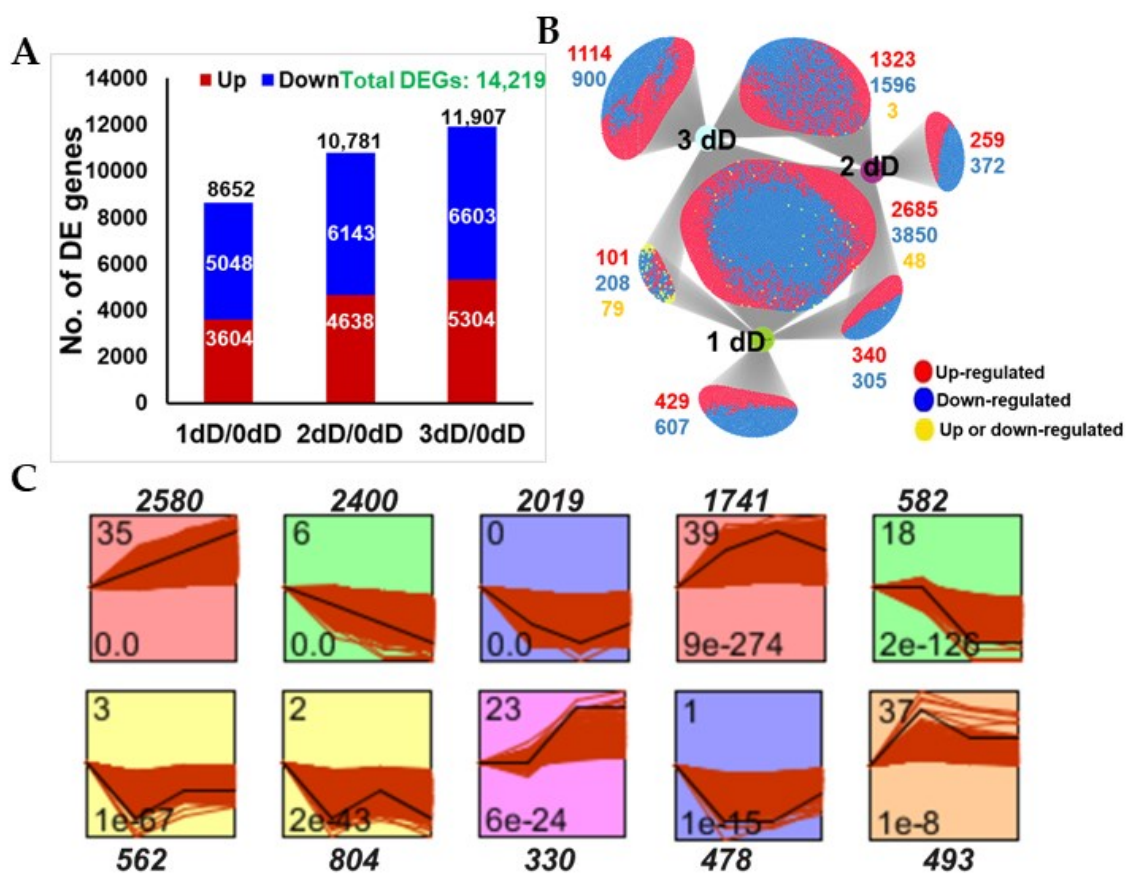 A
No. of DE genes
14000
12000
10000
8000
6000
4000
2000
0
Up
Down
Total DEGs: 14,219
8652
5048
3604
10,781
6143
4638
11,907
6603
5304
1dD/0dD
2dD/0dD
3dD/0dD
B
1114
900
1323
1596
3
3 dD
2 dD
259
372
2685
3850
48
101
208
79
1 dD
340
305
429
607
Up-regulated
Down-regulated
Up or down-regulated
C
2580
35
0.0
2400
6
0.0
2019
0
0.0
1741
39
9e-274
582
18
2e-126
3
1e-67
562
2
2e-43
804
23
6e-24
330
1
1e-15
478
37
1e-8
493